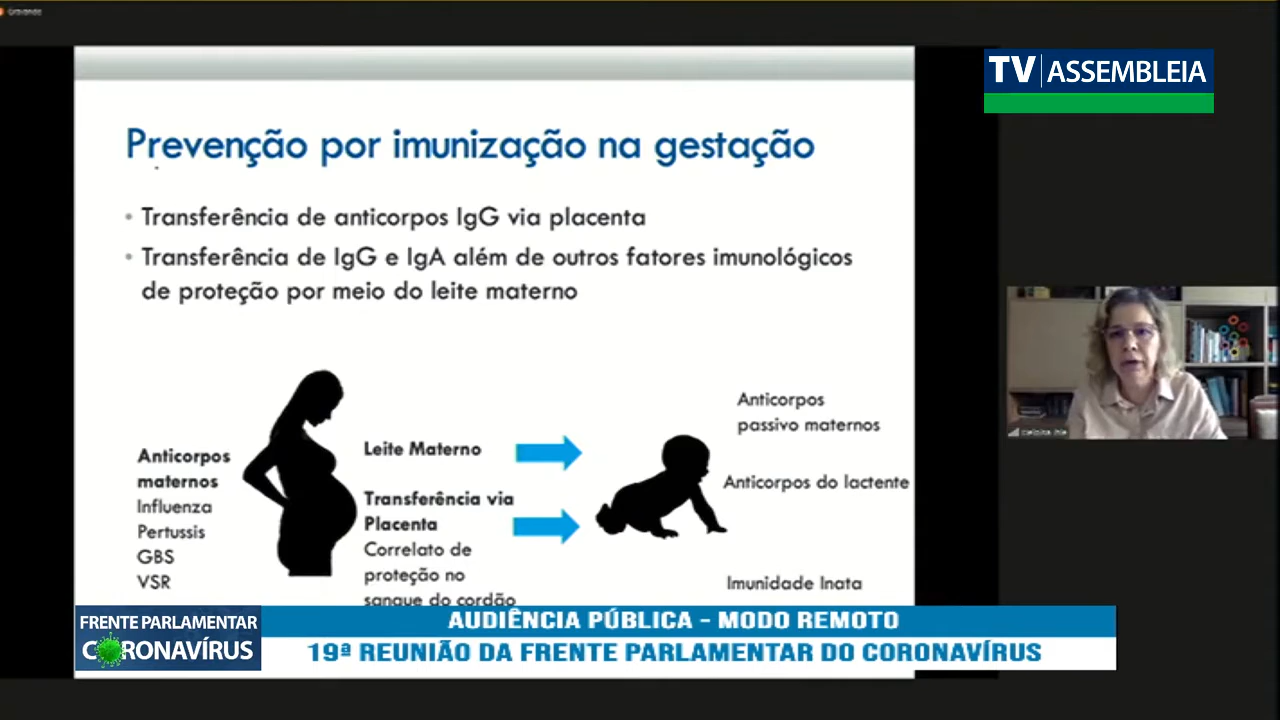 Gravando
TV ASSEMBLEIA
Prevenção por imunização na gestação
• Transferência de anticorpos IgG via placenta
• Transferência de IgG e IgA além de outros fatores imunológicos
de proteção por meio do leite materno
Anticorpos
maternos
Influenza
Pertussis
GBS
VSR
Leite Materno
Transferência via
Placenta
Correlato de
proteção no
sangue do cordão
Anticorpos
passivo maternos
Anticorpos do lactente
Imunidade Inata
FRENTE PARLAMENTAR
CORONAVÍRUS
AUDIÊNCIA PÚBLICA - MODO REMOTO
19ª REUNIÃO DA FRENTE PARLAMENTAR DO CORONAVÍRUS